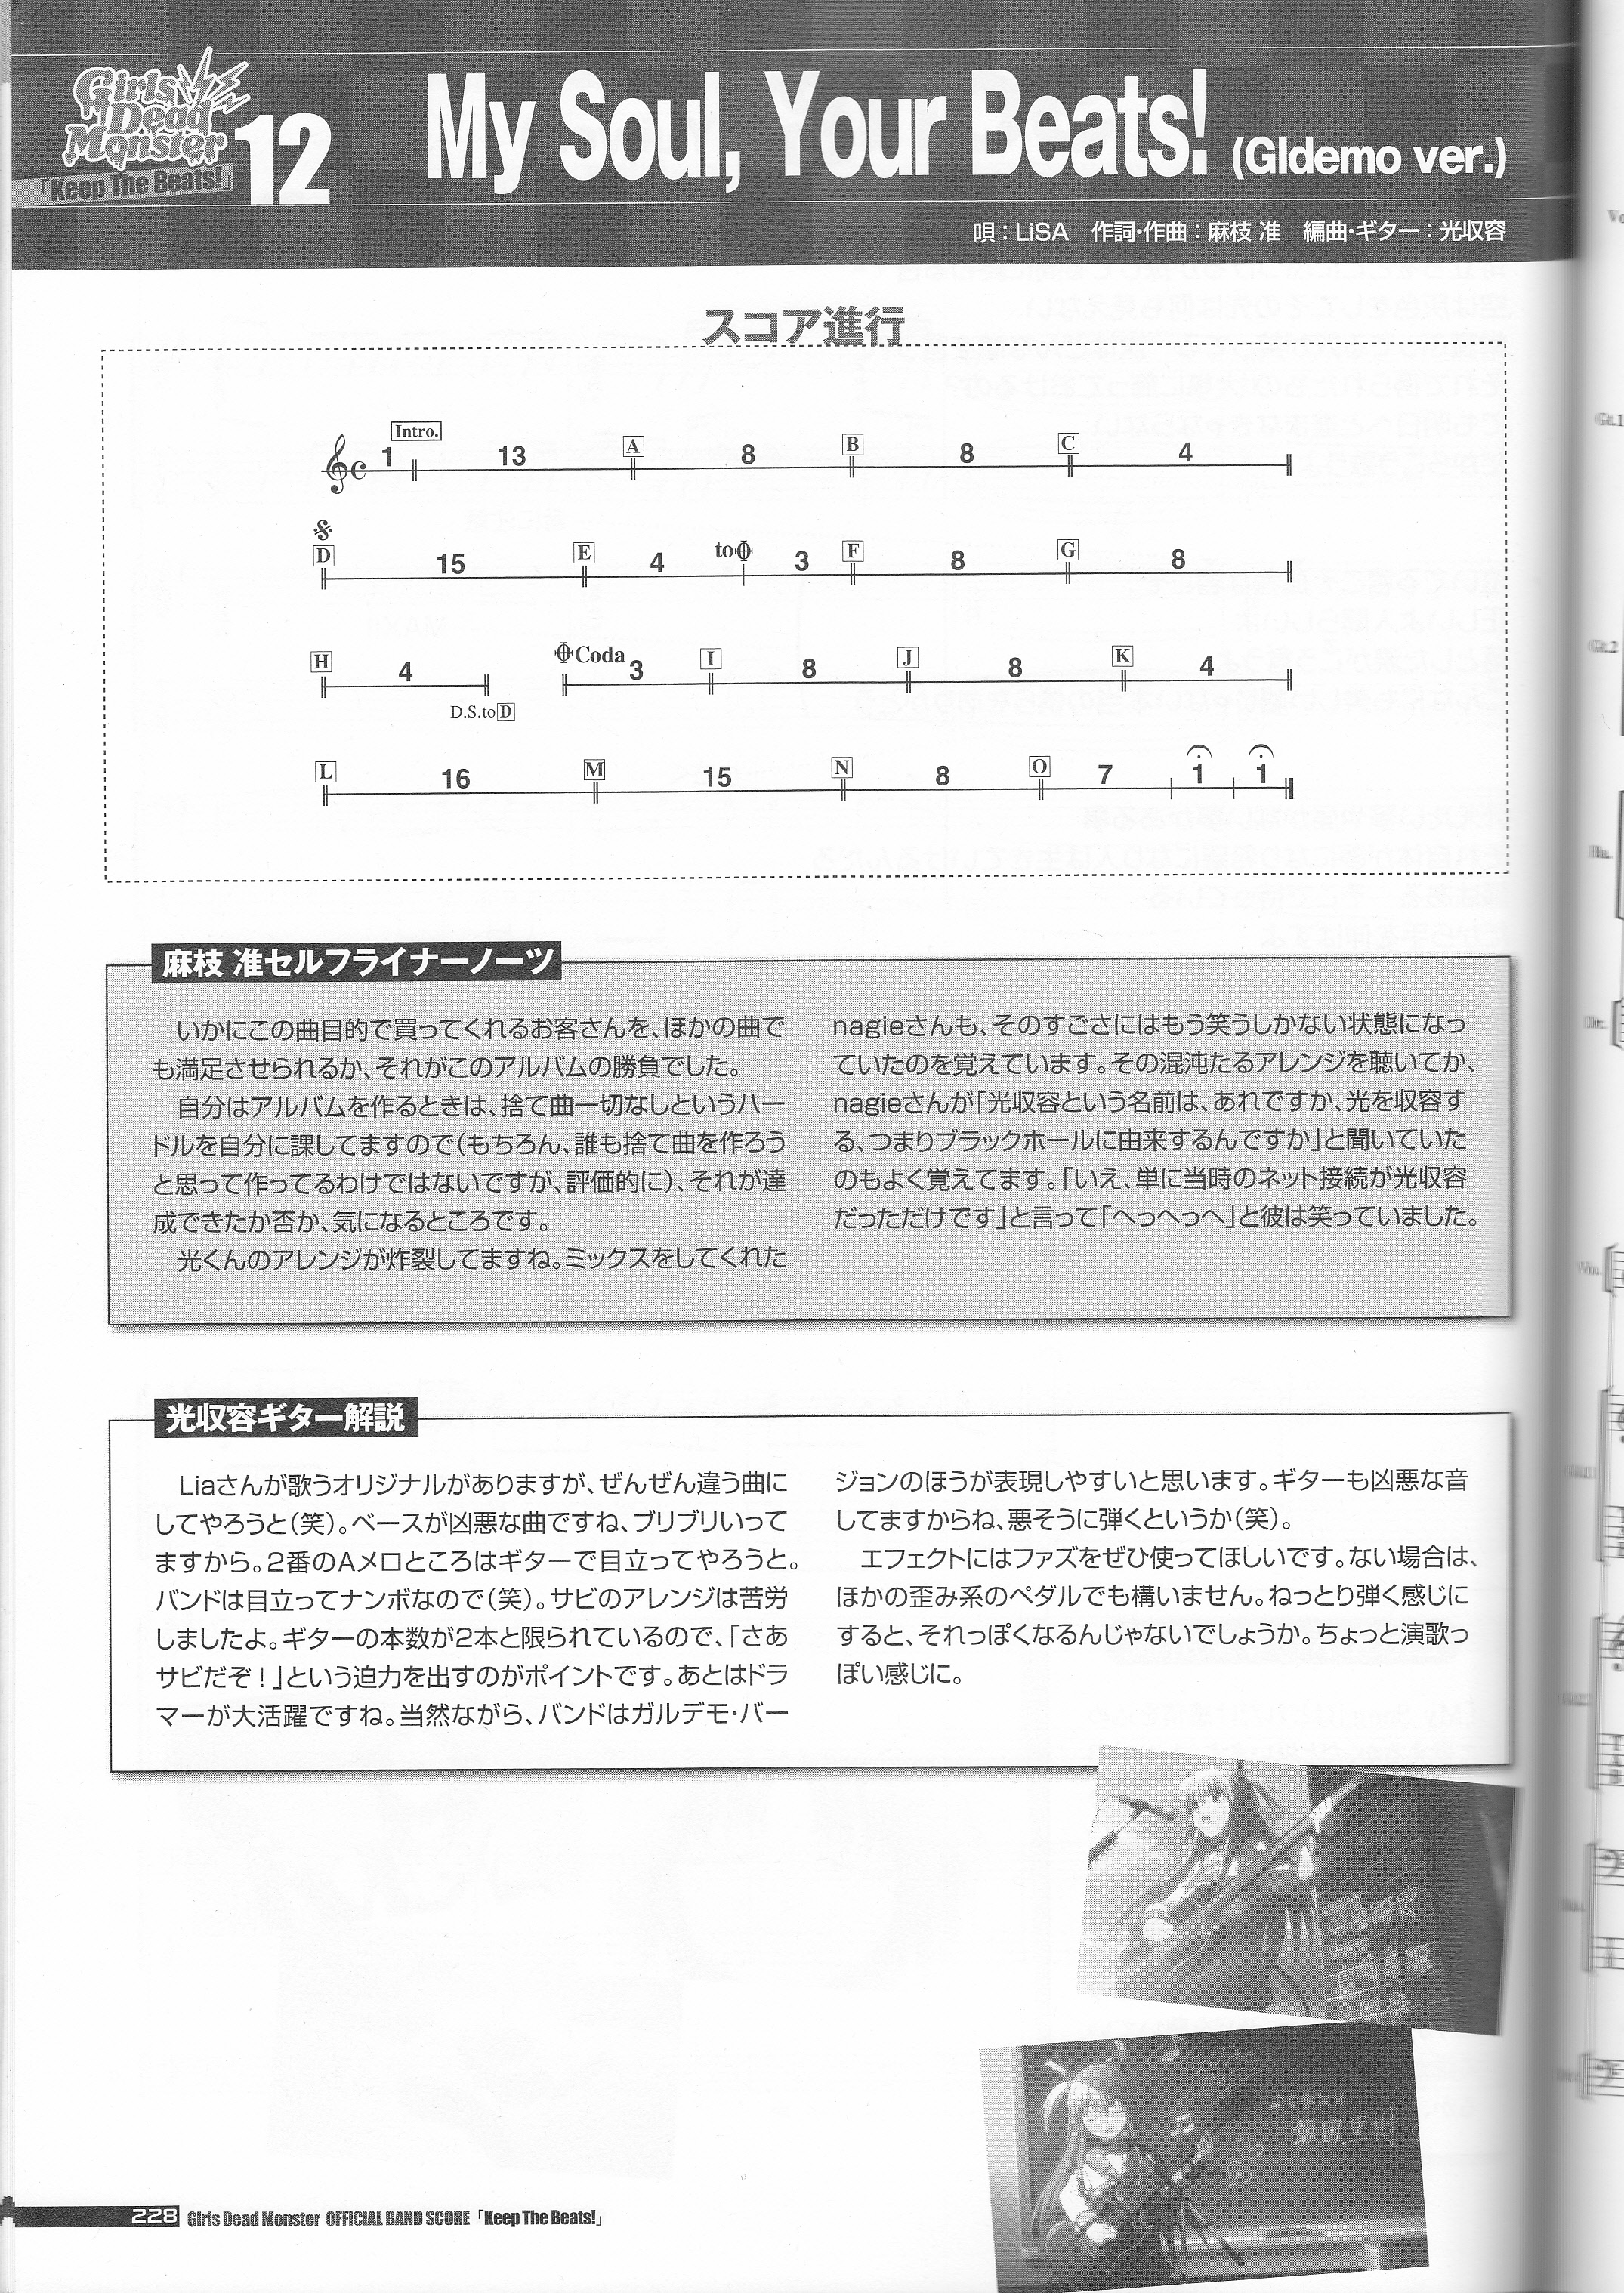 Girls Dead Monster
「Keep The Beats!」
12
My Soul, Your Beats! (Gldemo ver.)
唄：LiSA　作詞・作曲：麻枝 准　編曲・ギター：光収容
スコア進行
Intro. A B C
1 13 8 8 4
D E to F G
15 4 3 8 8
H Coda I J K
4 3 8 8 4
D.S.to D
L M N O
16 15 8 7 1 1
麻枝 准セルフライナーノーツ
いかにこの曲目的で買ってくれるお客さんを、ほかの曲で
も満足させられるか、それがこのアルバムの勝負でした。
自分はアルバムを作るときは、捨て曲一切なしというハー
ドルを自分に課してますので（もちろん、誰も捨て曲を作ろう
と思って作ってるわけではないですが、評価的に）、それが達
成できたか否か、気になるところです。
光くんのアレンジが炸裂してますね。ミックスをしてくれた
nagieさんも、そのすごさにはもう笑うしかない状態になっ
ていたのを覚えています。その混沌たるアレンジを聴いてか、
nagieさんが「光収容という名前は、あれですか、光を収容す
る、つまりブラックホールに由来するんですか」と聞いていた
のもよく覚えてます。「いえ、単に当時のネット接続が光収容
だっただけです」と言って「へっへっへ」と彼は笑っていました。
光収容ギター解説
Liaさんが歌うオリジナルがありますが、ぜんぜん違う曲に
してやろうと（笑）。ベースが凶悪な曲ですね、ブリブリいって
ますから。2番のAメロところはギターで目立ってやろうと。
バンドは目立ってナンボなので（笑）。サビのアレンジは苦労
しましたよ。ギターの本数が2本と限られているので、「さあ
サビだぞ！」という迫力を出すのがポイントです。あとはドラ
マーが大活躍ですね。当然ながら、バンドはガルデモ・バー
ジョンのほうが表現しやすいと思います。ギターも凶悪な音
してますからね、悪そうに弾くというか（笑）。
エフェクトにはファズをぜひ使ってほしいです。ない場合は、
ほかの歪み系のペダルでも構いません。ねっとり弾く感じに
すると、それっぽくなるんじゃないでしょうか。ちょっと演歌っ
ぽい感じに。
飯田里樹
228 Girls Dead Monster OFFICIAL BAND SCORE「Keep The Beats!」